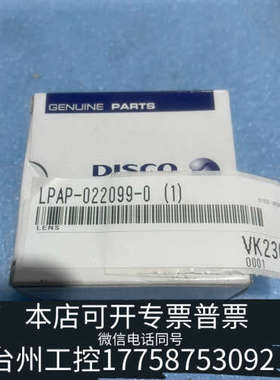 GENUINE PARTS
DISCO
LPAP-022099-0 (1)
LENS
VK23
0001
本店可开专票普票
微信电话同号
台州工控17758753092